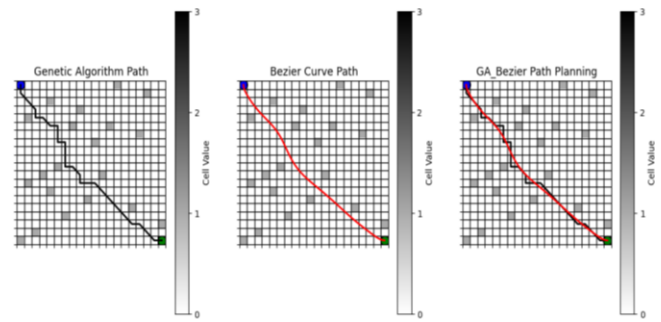 Genetic Algorithm Path
3
2
1
0
Cell Value
Bezier Curve Path
3
2
1
0
Cell Value
GA_Bezier Path Planning
3
2
1
0
Cell Value